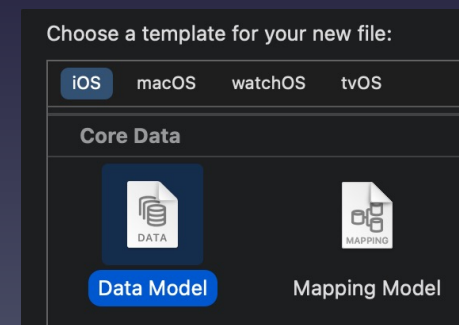 Choose a template for your new file:
iOS macOS watchOS tvOS
Core Data
DATA MAPPING
Data Model Mapping Model